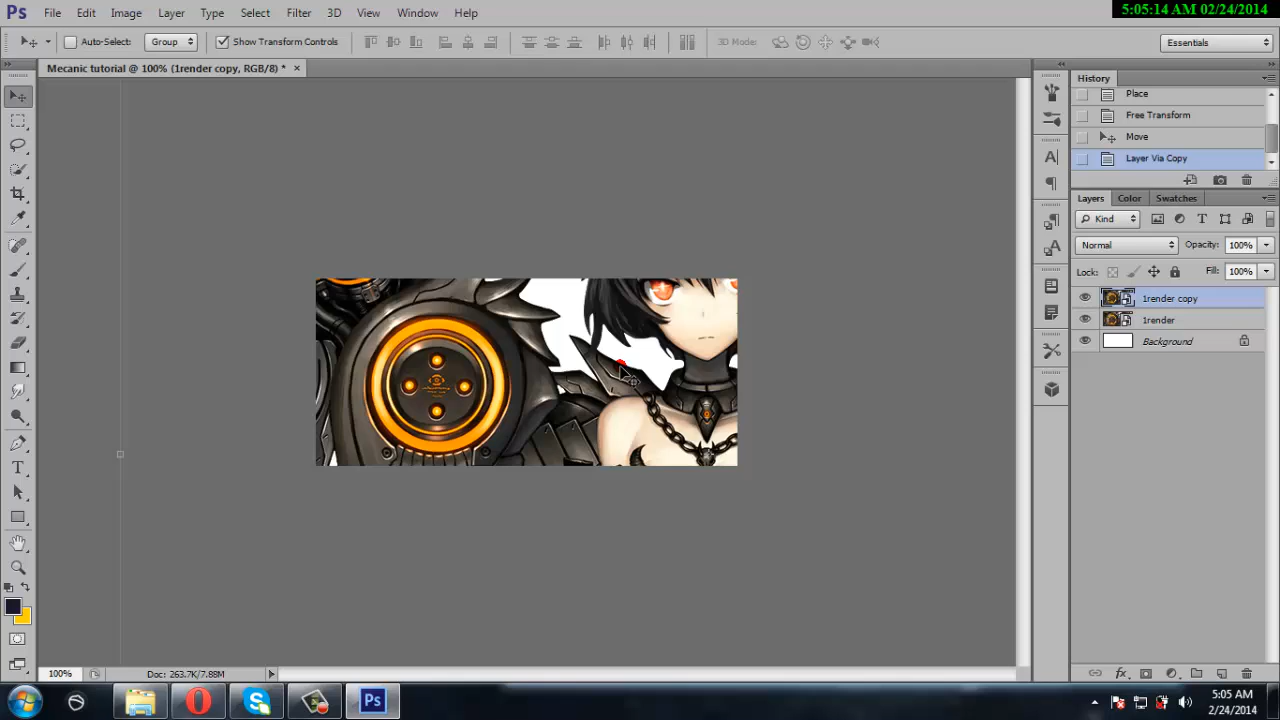 5:05:14 AM 02/24/2014
Ps File Edit Image Layer Type Select Filter 3D View Window Help
Auto-Select: Group Show Transform Controls 3D Mode: Essentials
Mecanic tutorial @ 100% (1render copy, RGB/8) * ×
History
Place
Free Transform
Move
Layer Via Copy
Layers Color Swatches
Kind
Normal Opacity: 100%
Lock: Fill: 100%
1render copy
1render
Background
100% Doc: 263.7K/7.88M
Ps
5:05 AM
2/24/2014